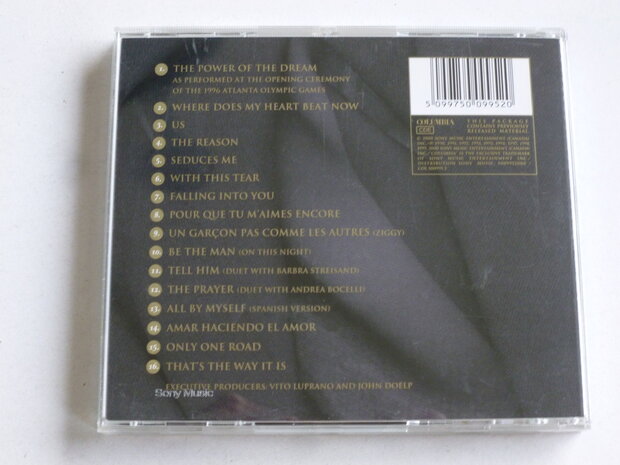 1. THE POWER OF THE DREAM
AS PERFORMED AT THE OPENING CEREMONY
OF THE 1996 ATLANTA OLYMPIC GAMES
2. WHERE DOES MY HEART BEAT NOW
3. US
4. THE REASON
5. SEDUCES ME
6. WITH THIS TEAR
7. FALLING INTO YOU
8. POUR QUE TU M'AIMES ENCORE
9. UN GARÇON PAS COMME LES AUTRES (ZIGGY)
10. BE THE MAN (ON THIS NIGHT)
11. TELL HIM (DUET WITH BARBRA STREISAND)
12. THE PRAYER (DUET WITH ANDREA BOCELLI)
13. ALL BY MYSELF (SPANISH VERSION)
14. AMAR HACIENDO EL AMOR
15. ONLY ONE ROAD
16. THAT'S THE WAY IT IS
EXECUTIVE PRODUCERS: VITO LUPRANO AND JOHN DOELP
Sony Music
5 099750 099520
COLUMBIA
THIS PACKAGE
CONTAINS PREVIOUSLY
RELEASED MATERIAL